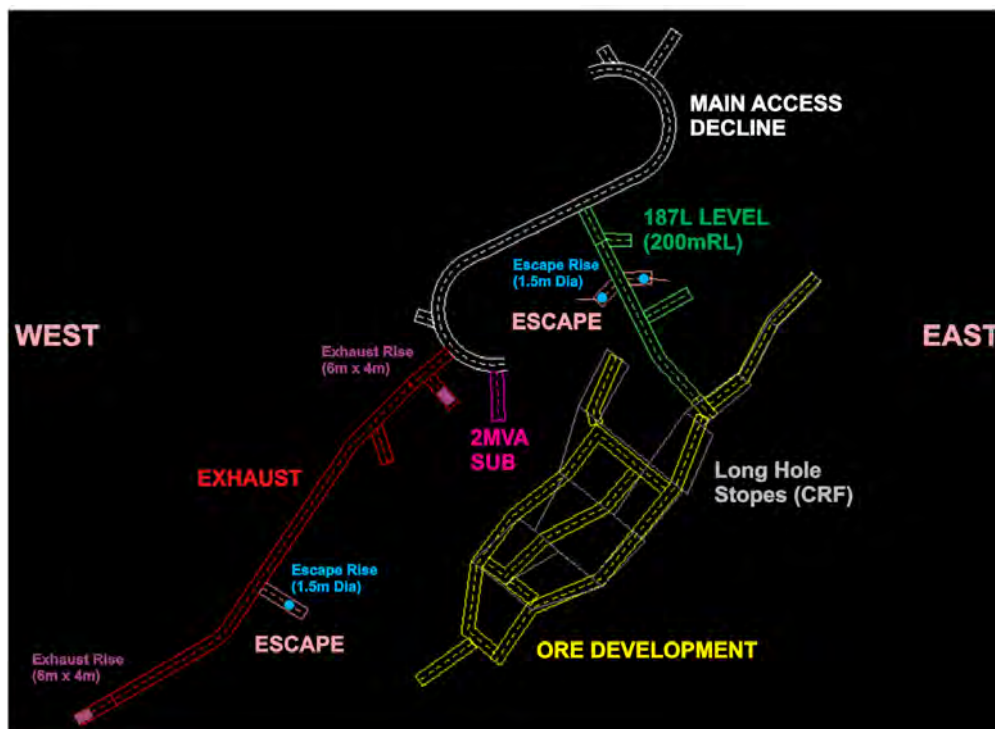 MAIN ACCESS
DECLINE
187L LEVEL
(200mRL)
Escape Rise
(1.5m Dia)
ESCAPE
WEST
EAST
Exhaust Rise
(6m x 4m)
2MVA
SUB
EXHAUST
Long Hole
Stopes (CRF)
Escape Rise
(1.5m Dia)
ESCAPE
ORE DEVELOPMENT
Exhaust Rise
(6m x 4m)